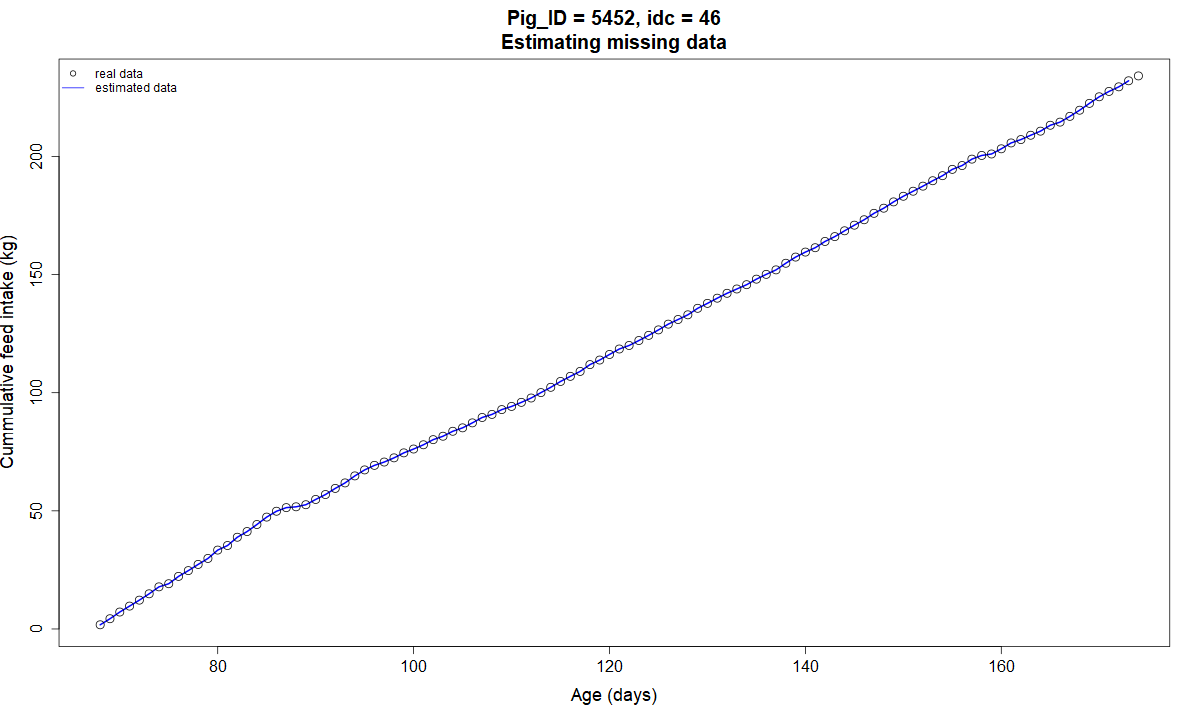 Pig_ID = 5452, idc = 46
Estimating missing data
real data
estimated data
Cummulative feed intake (kg)
200
150
100
50
0
80 100 120 140 160
Age (days)